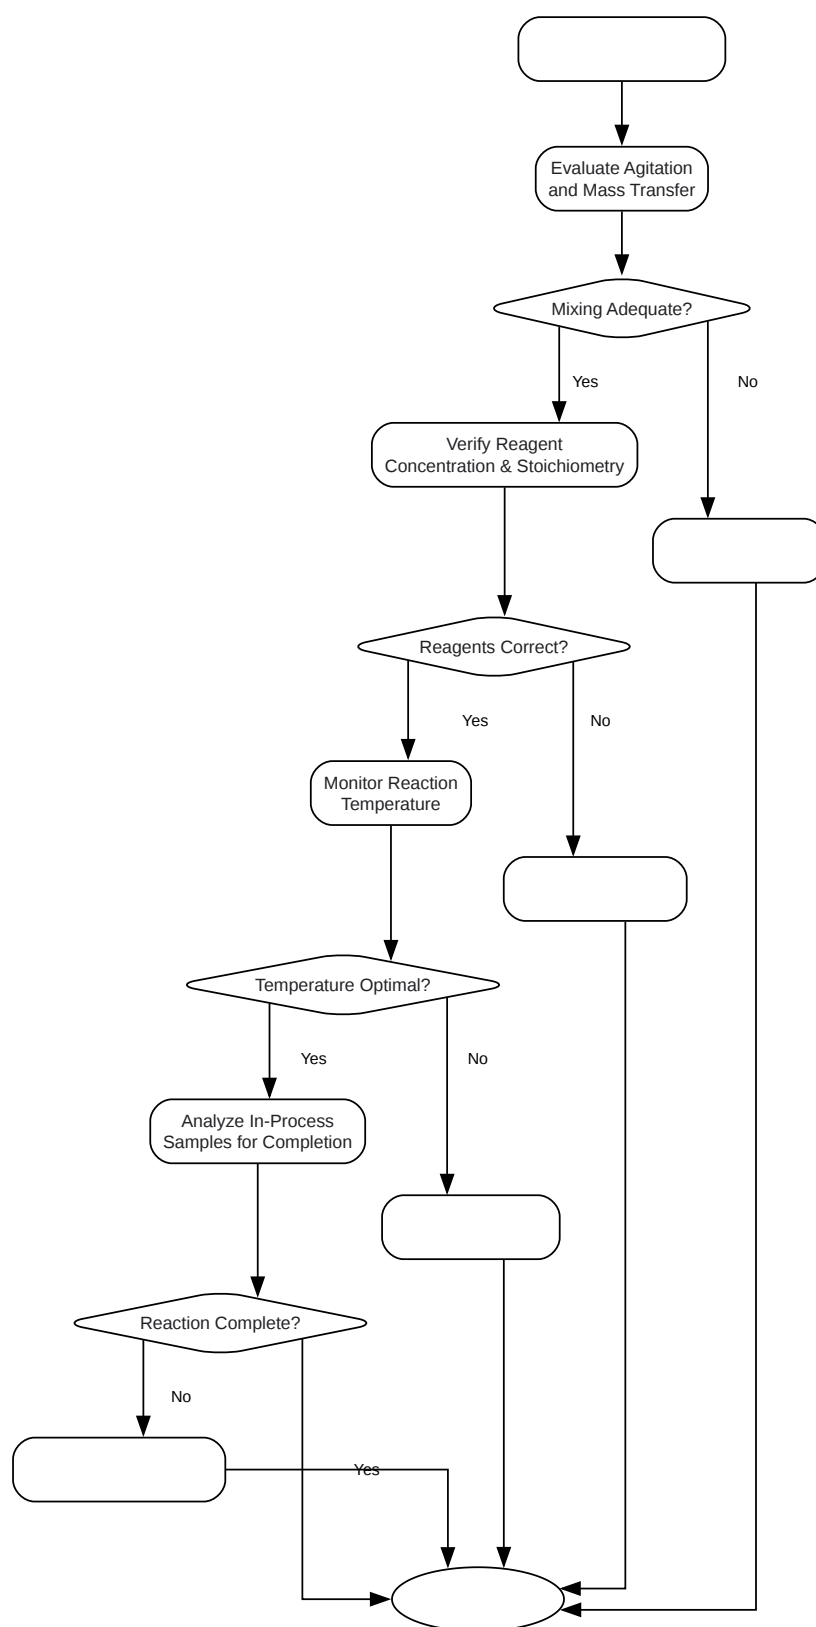 Evaluate Agitation
and Mass Transfer
Mixing Adequate?
Yes
No
Verify Reagent
Concentration & Stoichiometry
Reagents Correct?
Yes
No
Monitor Reaction
Temperature
Temperature Optimal?
Yes
No
Analyze In-Process
Samples for Completion
Reaction Complete?
No
Yes